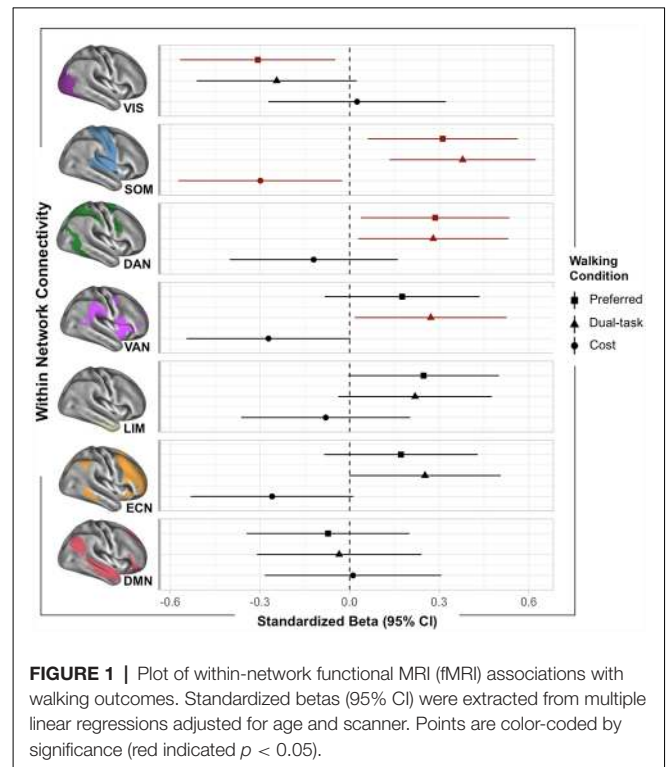 Within Network Connectivity
VIS
SOM
DAN
VAN
LIM
ECN
DMN
Walking
Condition
Preferred
Dual-task
Cost
-0.6 -0.3 0.0 0.3 0.6
Standardized Beta (95% CI)
FIGURE 1 | Plot of within-network functional MRI (fMRI) associations with
walking outcomes. Standardized betas (95% CI) were extracted from multiple
linear regressions adjusted for age and scanner. Points are color-coded by
significance (red indicated p < 0.05).